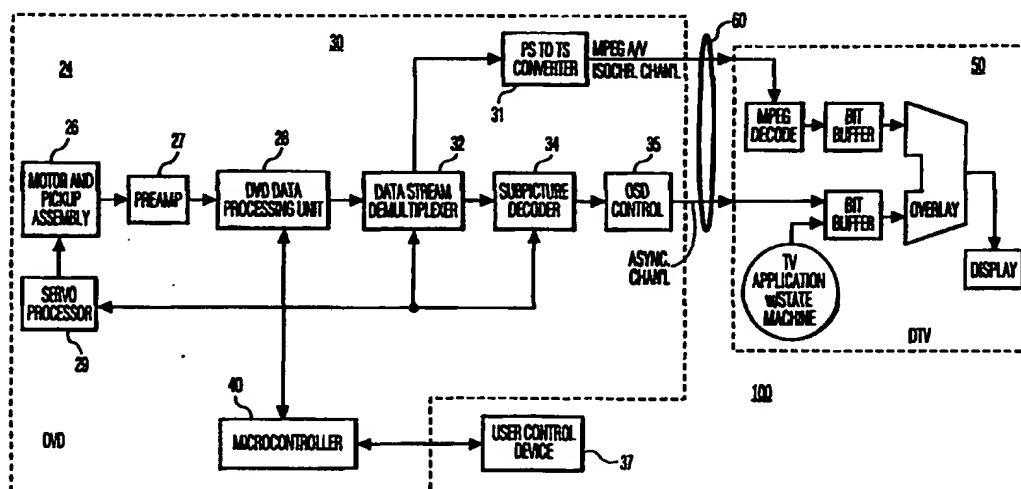 24
30
60
50
PS TO TS
CONVERTER
31
MPEG A/V
ISOCHR. CHAN'L
26
27
28
32
34
35
MOTOR AND
PICKUP
ASSEMBLY
PREAMP
DVD DATA
PROCESSING UNIT
DATA STREAM
DEMULTIPLEXER
SUBPICTURE
DECODER
OSD
CONTROL
MPEG
DECODE
BIT
BUFFER
BIT
BUFFER
OVERLAY
ASYNC.
CHAN'L
TV
APPLICATION
W/STATE
MACHINE
DISPLAY
DTV
SERVO
PROCESSOR
29
40
100
DVD
MICROCONTROLLER
USER CONTROL
DEVICE
37